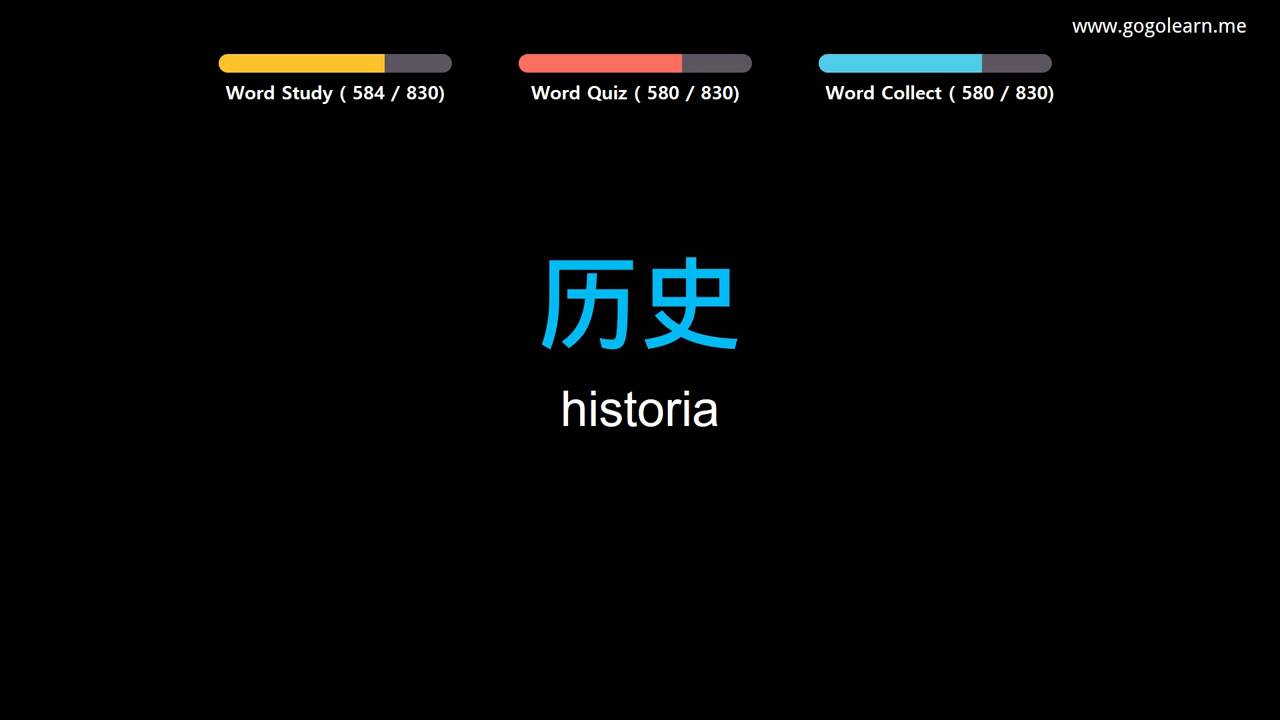 www.gogolearn.me
Word Study ( 584 / 830)
Word Quiz ( 580 / 830)
Word Collect ( 580 / 830)
历史
historia